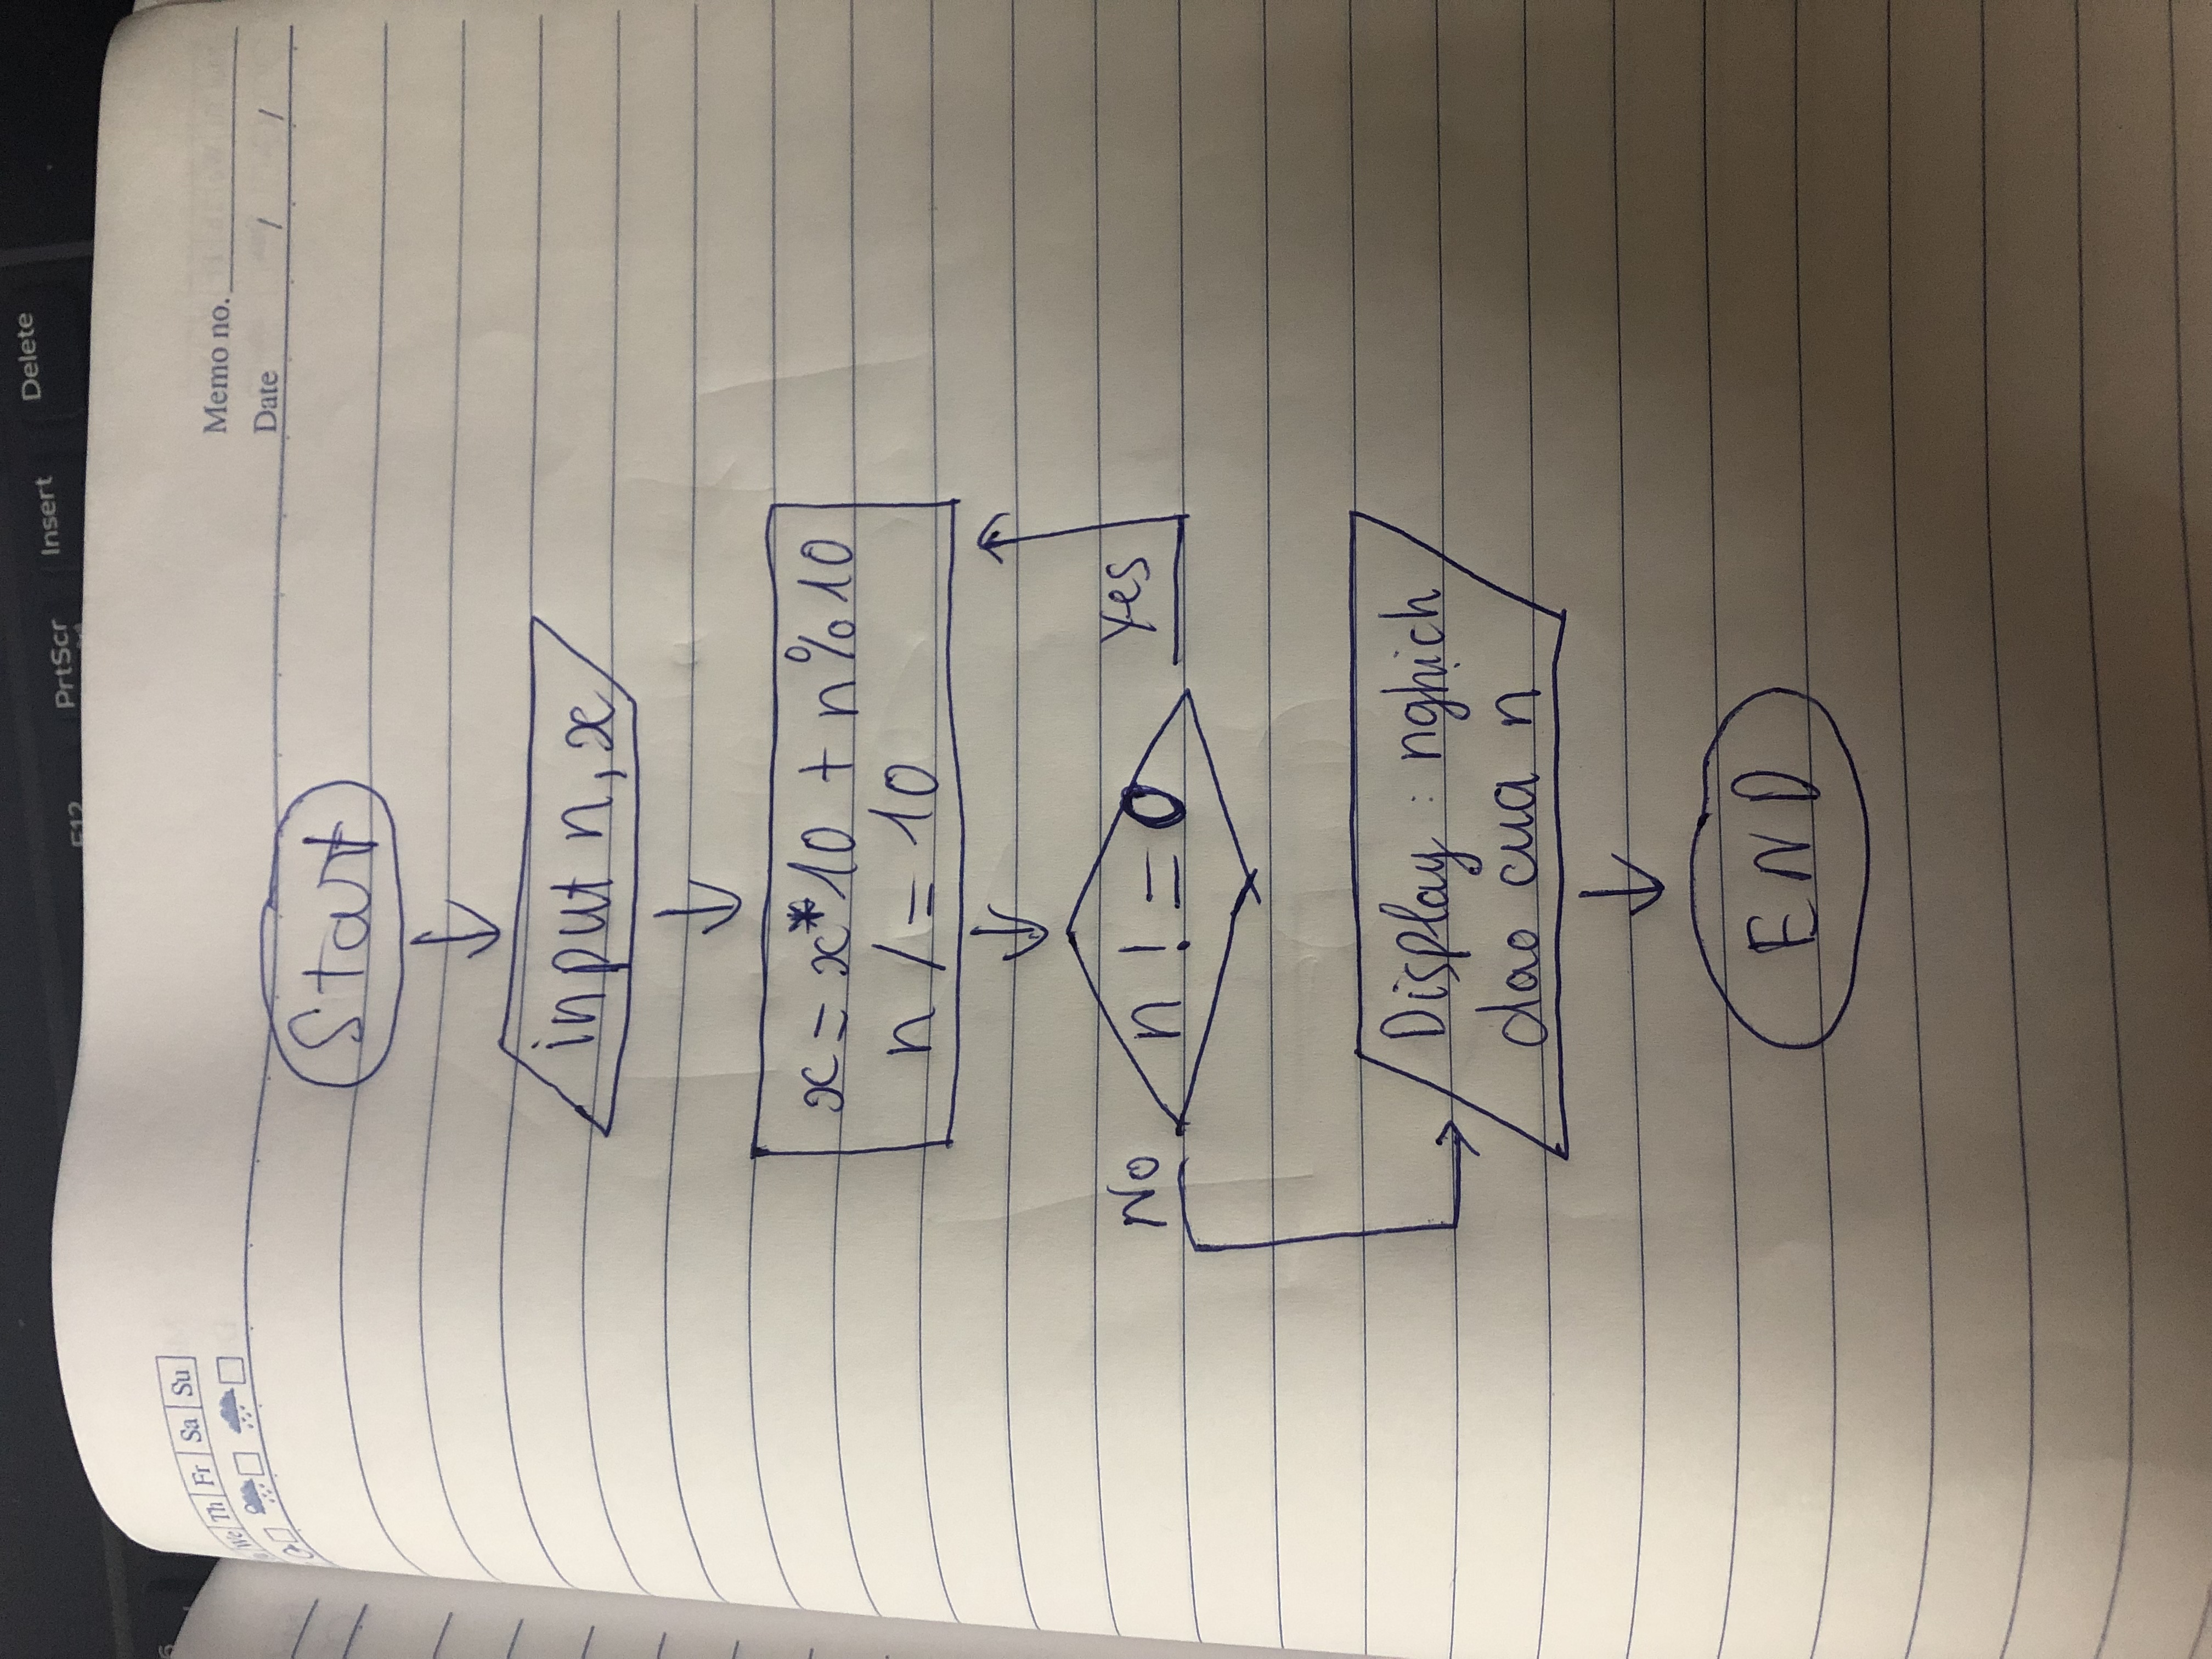 F12 PrtScr Insert Delete
We Th Fr Sa Su
Memo no.
Date / /
Start
input n, x
x = x*10 + n%10
n /= 10
No n != 0 Yes
Display : nghịch
dao cua n
END